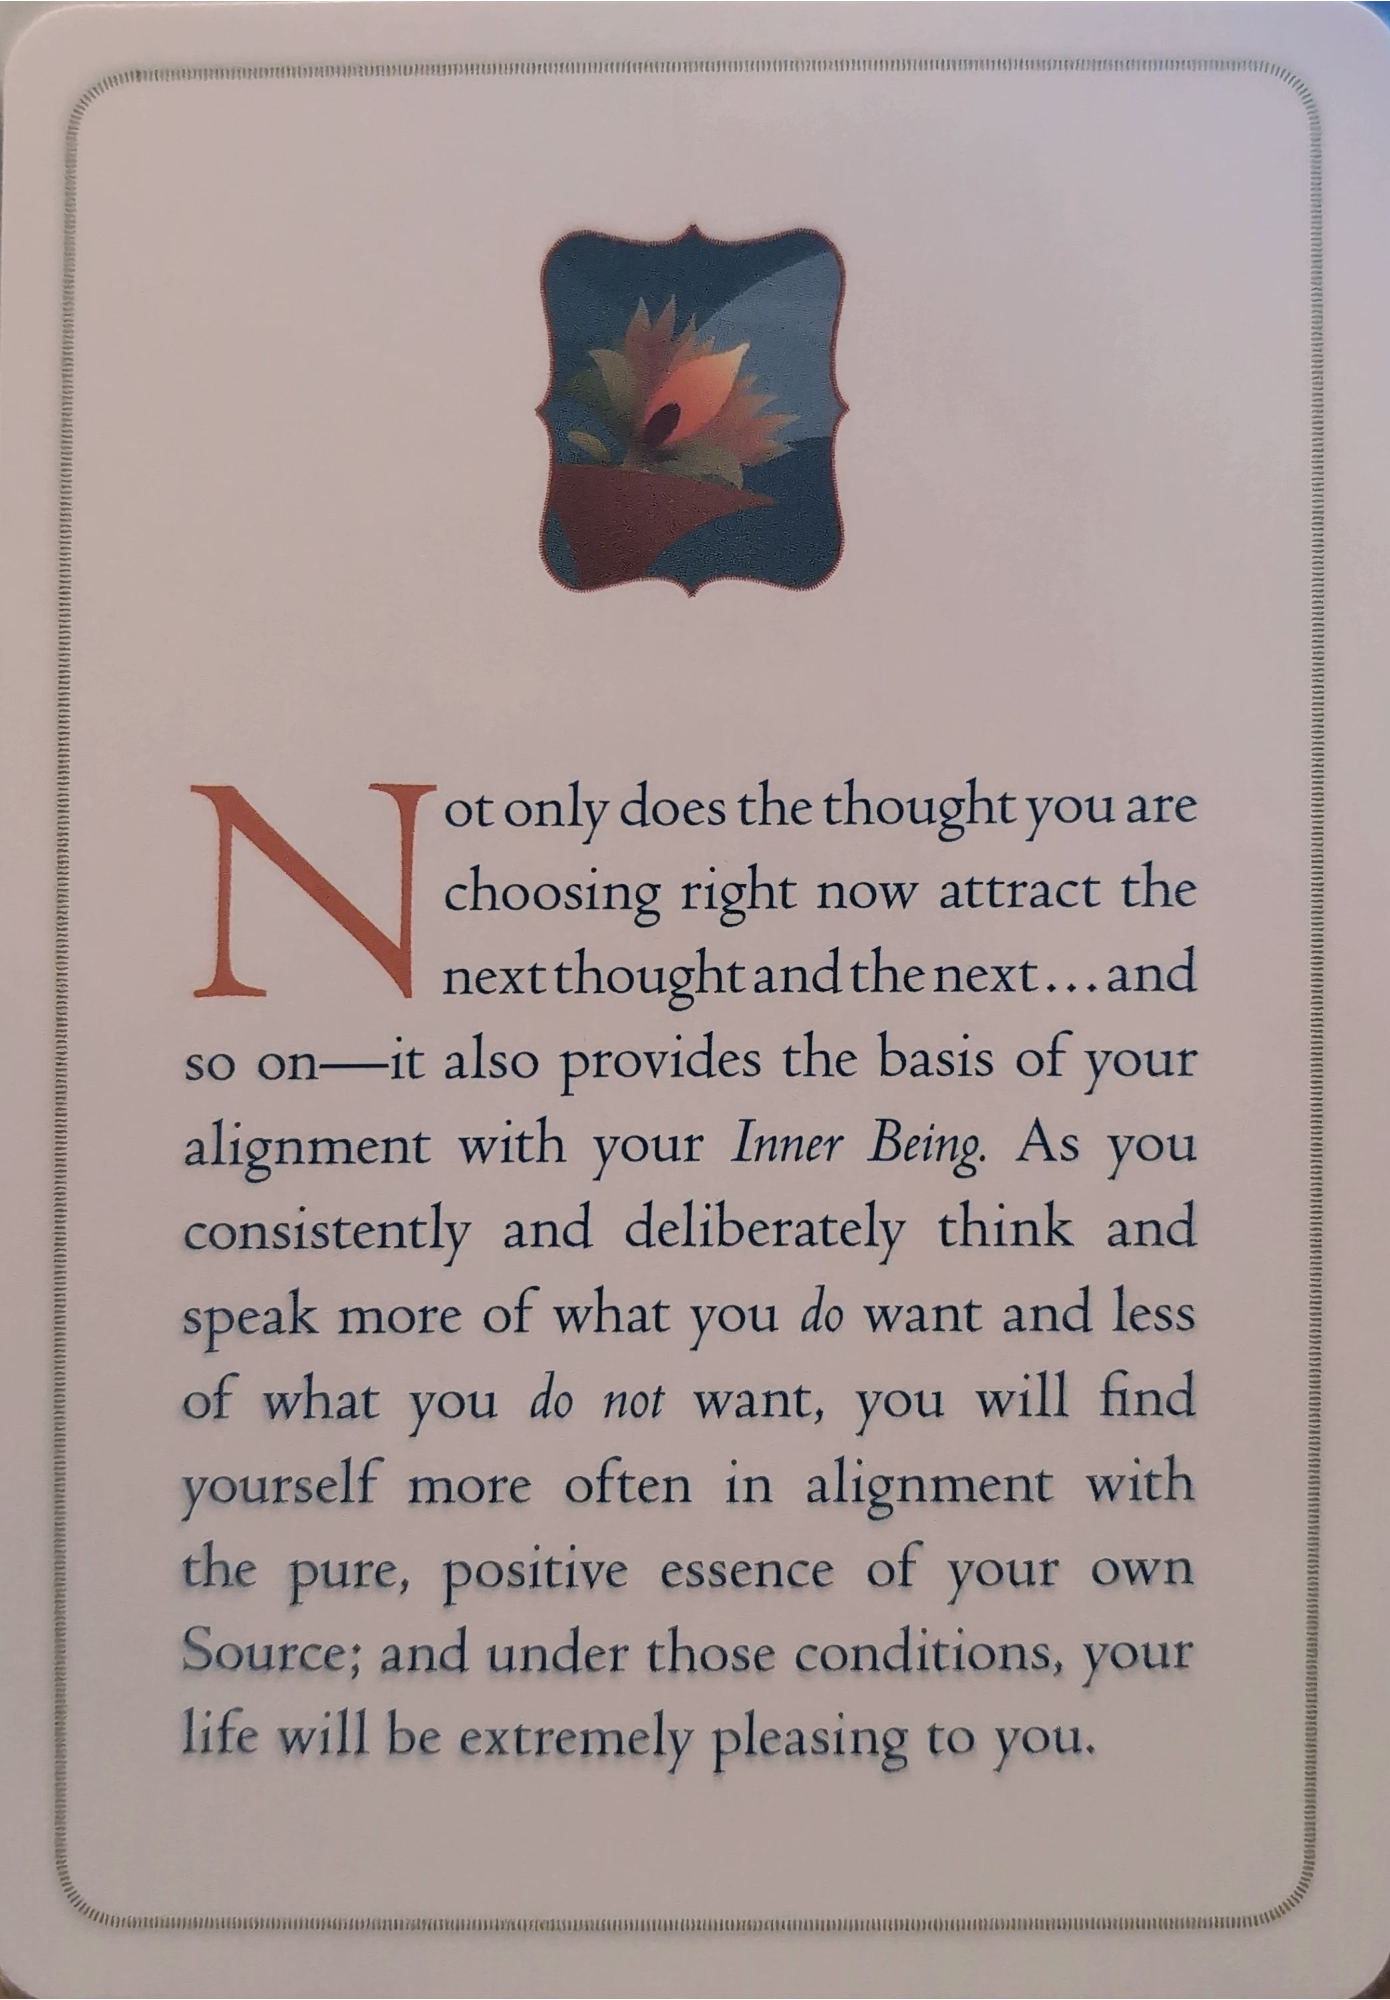 Not only does the thought you are
choosing right now attract the
next thought and the next…and
so on—it also provides the basis of your
alignment with your Inner Being. As you
consistently and deliberately think and
speak more of what you do want and less
of what you do not want, you will find
yourself more often in alignment with
the pure, positive essence of your own
Source; and under those conditions, your
life will be extremely pleasing to you.